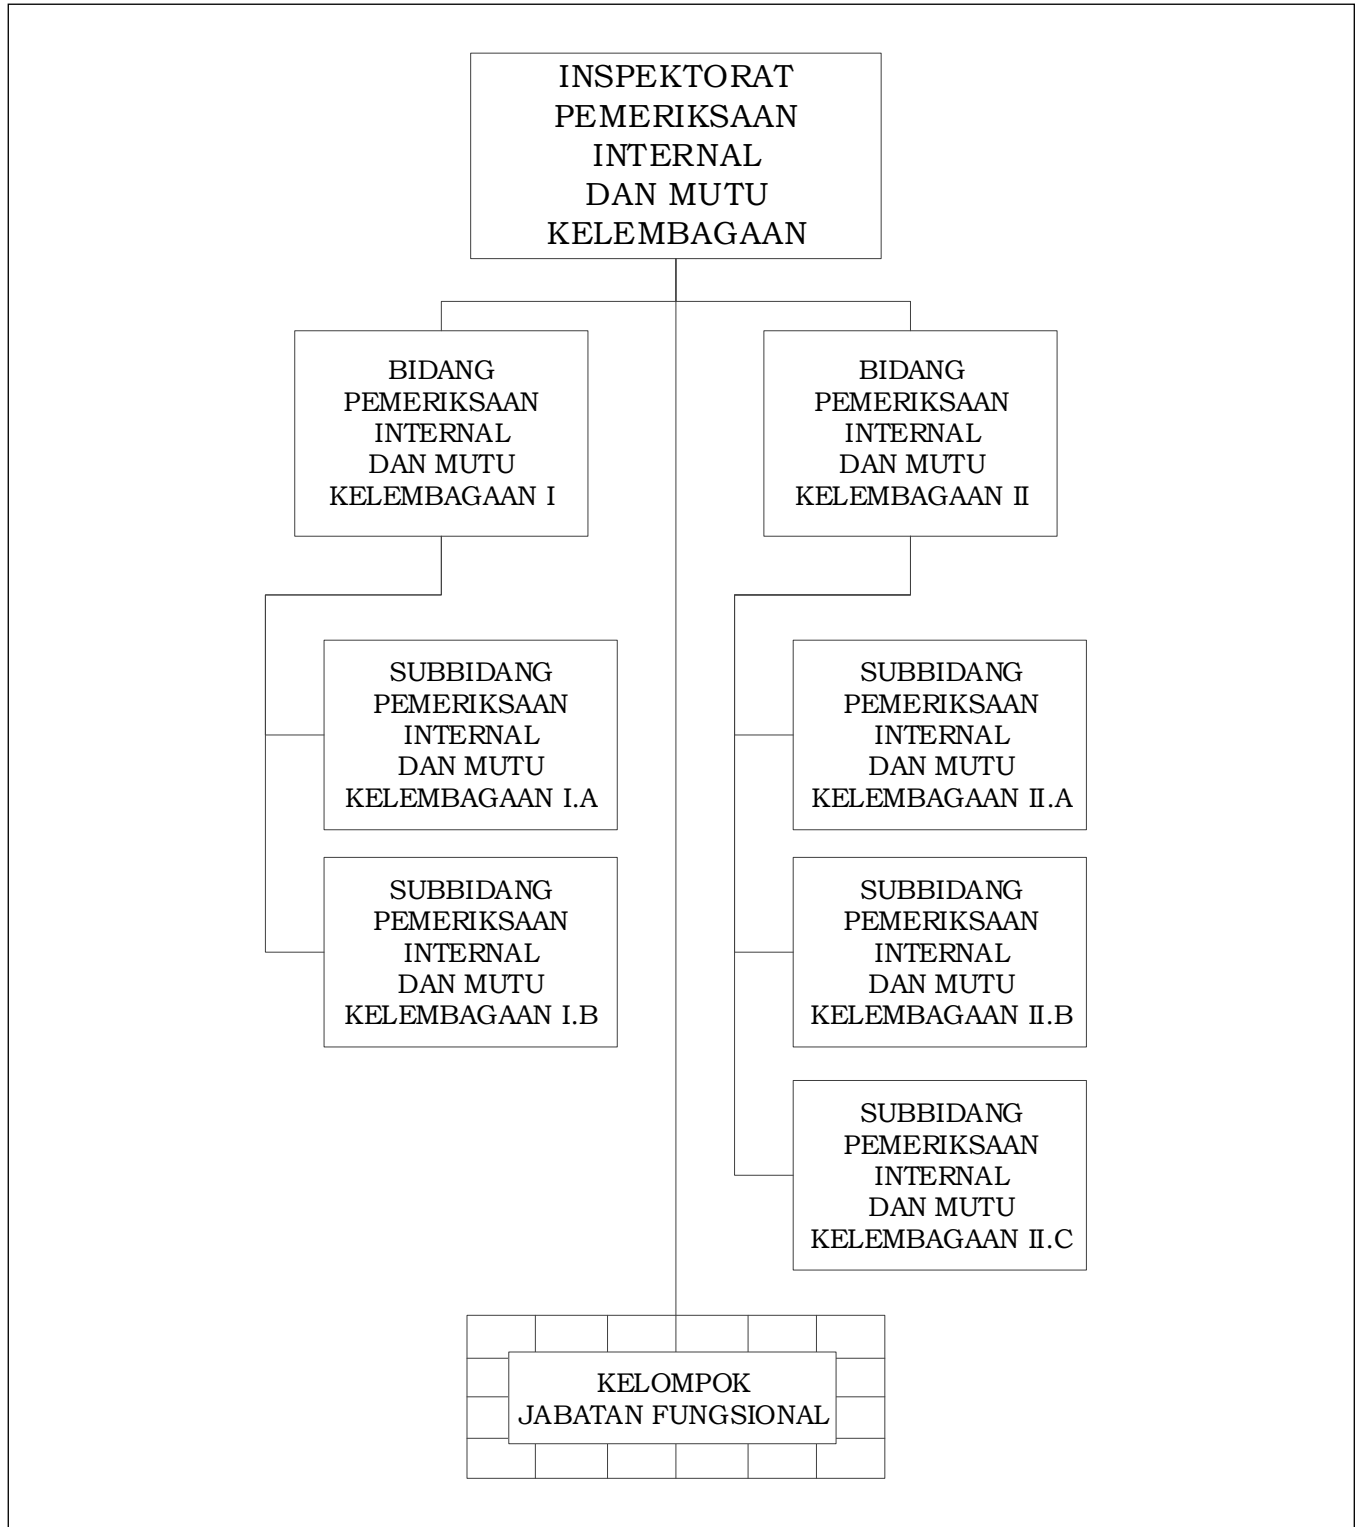 INSPEKTORAT
PEMERIKSAAN
INTERNAL
DAN MUTU
KELEMBAGAAN
BIDANG
PEMERIKSAAN
INTERNAL
DAN MUTU
KELEMBAGAAN I
BIDANG
PEMERIKSAAN
INTERNAL
DAN MUTU
KELEMBAGAAN II
SUBBIDANG
PEMERIKSAAN
INTERNAL
DAN MUTU
KELEMBAGAAN I.A
SUBBIDANG
PEMERIKSAAN
INTERNAL
DAN MUTU
KELEMBAGAAN I.B
SUBBIDANG
PEMERIKSAAN
INTERNAL
DAN MUTU
KELEMBAGAAN II.A
SUBBIDANG
PEMERIKSAAN
INTERNAL
DAN MUTU
KELEMBAGAAN II.B
SUBBIDANG
PEMERIKSAAN
INTERNAL
DAN MUTU
KELEMBAGAAN II.C
KELOMPOK
JABATAN FUNGSIONAL